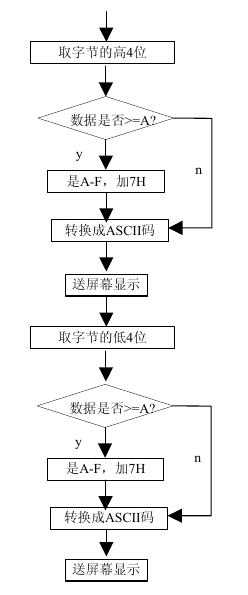 取字节的高4位
数据是否>=A?
y
n
是A-F，加7H
转换成ASCII码
送屏幕显示
取字节的低4位
数据是否>=A?
y
n
是A-F，加7H
转换成ASCII码
送屏幕显示